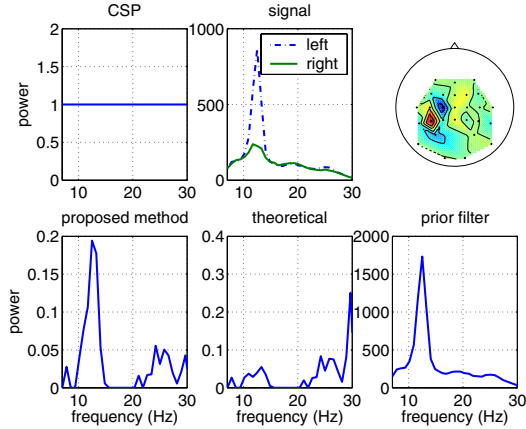 CSP
signal
2
1.5
1
0.5
0
power
10 20 30
1000
500
0
left
right
10 20 30
proposed method
theoretical
prior filter
0.2
0.15
0.1
0.05
0
power
10 20 30
frequency (Hz)
0.4
0.3
0.2
0.1
0
10 20 30
frequency (Hz)
2000
1500
1000
500
0
10 20 30
frequency (Hz)